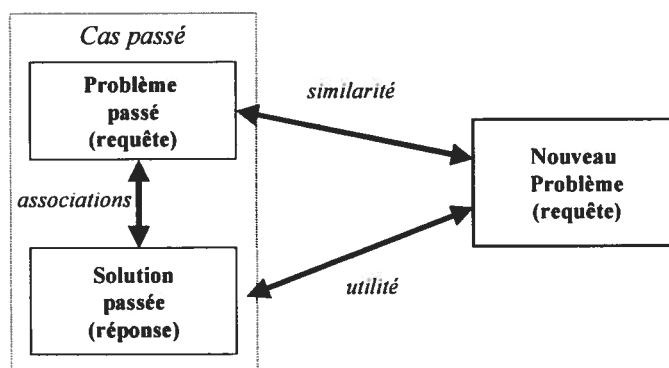 Cas passé
Problème
passé
(requête)
similarité
Nouveau
Problème
(requête)
associations
Solution
passée
(réponse)
utilité